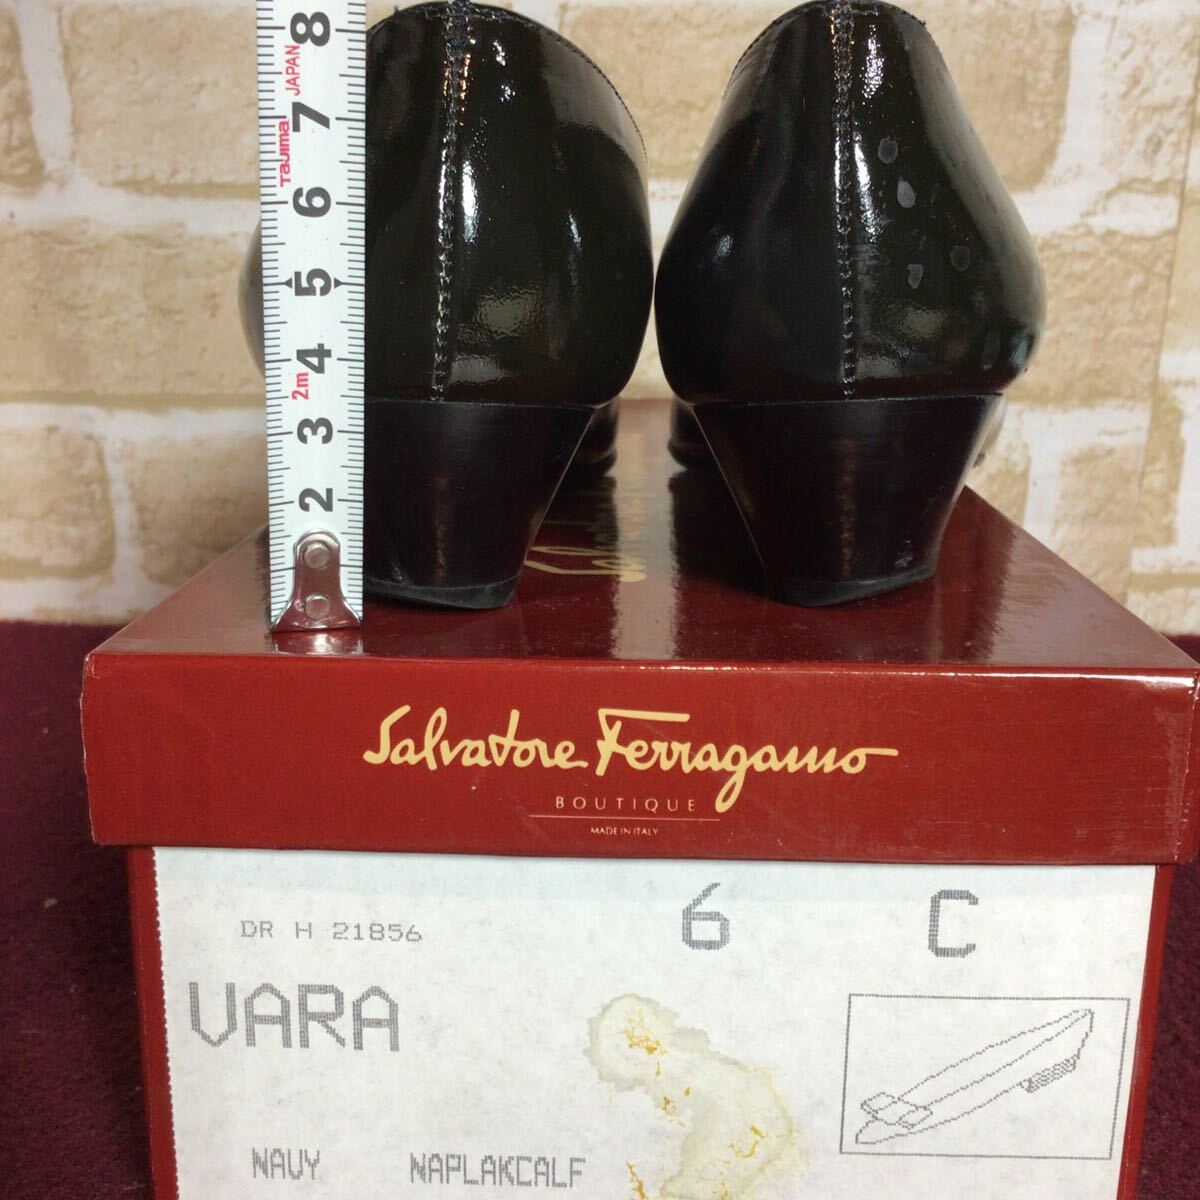 8
JAPAN
7
Tajima
6
5
4
2m
3
2
Salvatore Ferragamo
BOUTIQUE
MADE IN ITALY
DR H 21856
6 C
VARA
NAVY NAPLAKCALF